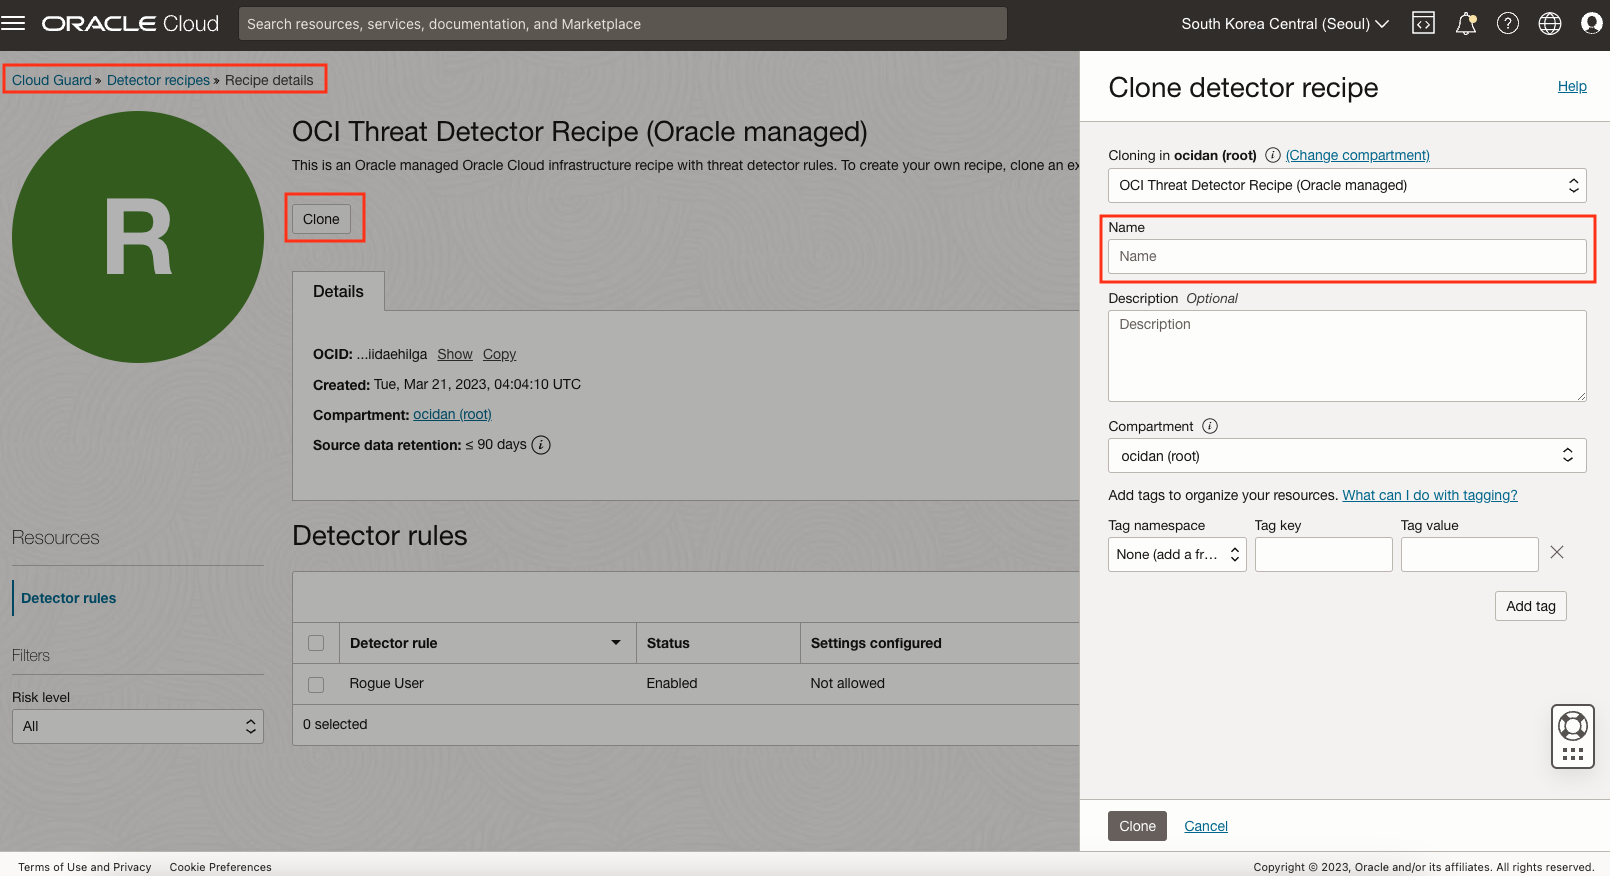 ORACLE Cloud
Search resources, services, documentation, and Marketplace
South Korea Central (Seoul)
Cloud Guard » Detector recipes » Recipe details
R
OCI Threat Detector Recipe (Oracle managed)
This is an Oracle managed Oracle Cloud infrastructure recipe with threat detector rules. To create your own recipe, clone an ex
Clone
Details
OCID: ...iidaehilga Show Copy
Created: Tue, Mar 21, 2023, 04:04:10 UTC
Compartment: ocidan (root)
Source data retention: ≤ 90 days
Resources
Detector rules
Filters
Risk level
All
Detector rules
Detector rule Status Settings configured
Rogue User Enabled Not allowed
0 selected
Clone detector recipe
Help
Cloning in ocidan (root) (Change compartment)
OCI Threat Detector Recipe (Oracle managed)
Name
Name
Description Optional
Description
Compartment
ocidan (root)
Add tags to organize your resources. What can I do with tagging?
Tag namespace Tag key Tag value
None (add a fr...
Add tag
Clone Cancel
Terms of Use and Privacy Cookie Preferences
Copyright © 2023, Oracle and/or its affiliates. All rights reserved.